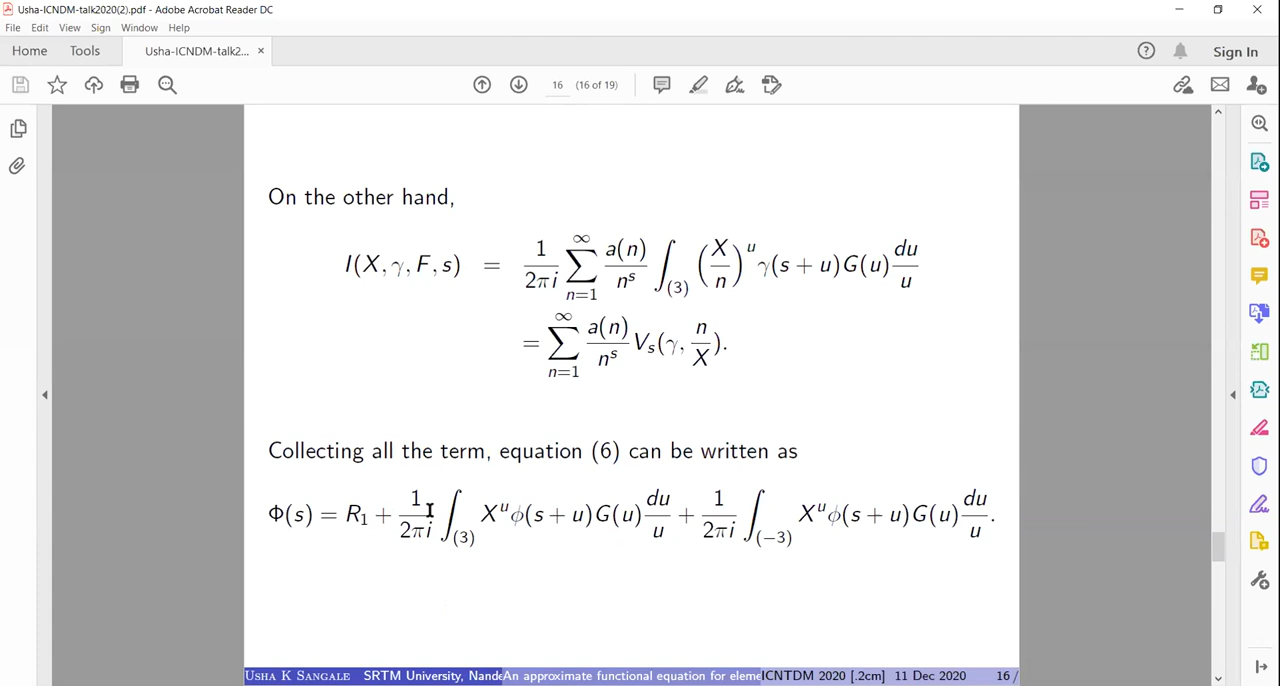 Usha-ICNDM-talk2020(2).pdf - Adobe Acrobat Reader DC
File Edit View Sign Window Help
Home Tools Usha-ICNDM-talk2... × Sign In
16 (16 of 19)
On the other hand,
I(X, γ, F, s) = 1/2πi ∑_{n=1}^{∞} a(n)/n^s ∫_{(3)} (X/n)^u γ(s + u)G(u) du/u
= ∑_{n=1}^{∞} a(n)/n^s V_s(γ, n/X).
Collecting all the term, equation (6) can be written as
Φ(s) = R_1 + 1/2πi ∫_{(3)} X^u ϕ(s + u)G(u) du/u + 1/2πi ∫_{(−3)} X^u ϕ(s + u)G(u) du/u.
Usha K Sangale SRTM University, Nande An approximate functional equation for eleme ICNTDM 2020 [.2cm] 11 Dec 2020 16 /